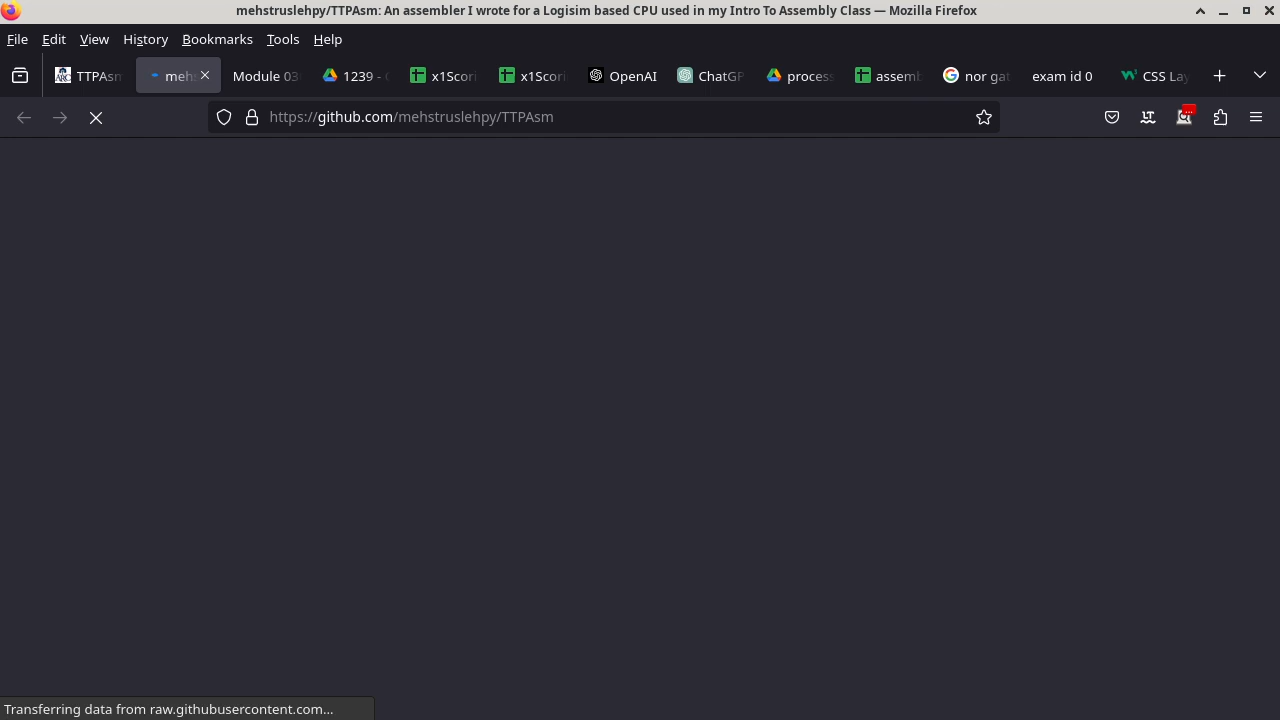 mehstruslehpy/TTPAsm: An assembler I wrote for a Logisim based CPU used in my Intro To Assembly Class — Mozilla Firefox
File Edit View History Bookmarks Tools Help
TTPAsm meh Module 03 1239 - x1Scori x1Scori OpenAI ChatGP process assemb nor gat exam id 0 CSS Lay
https://github.com/mehstruslehpy/TTPAsm
Transferring data from raw.githubusercontent.com...